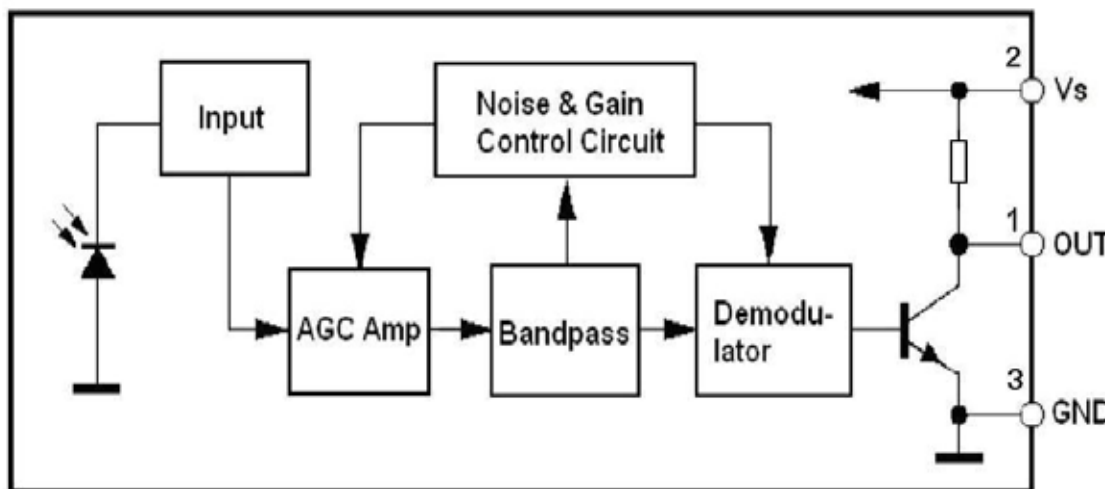 Input
Noise & Gain
Control Circuit
2
Vs
1
OUT
AGC Amp
Bandpass
Demodu-
lator
3
GND